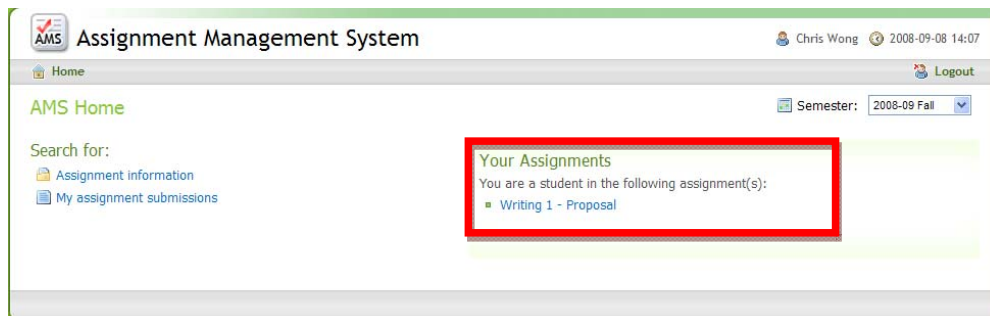 AMS Assignment Management System
Chris Wong 2008-09-08 14:07
Home
Logout
AMS Home
Semester: 2008-09 Fall
Search for:
Assignment information
My assignment submissions
Your Assignments
You are a student in the following assignment(s):
Writing 1 - Proposal